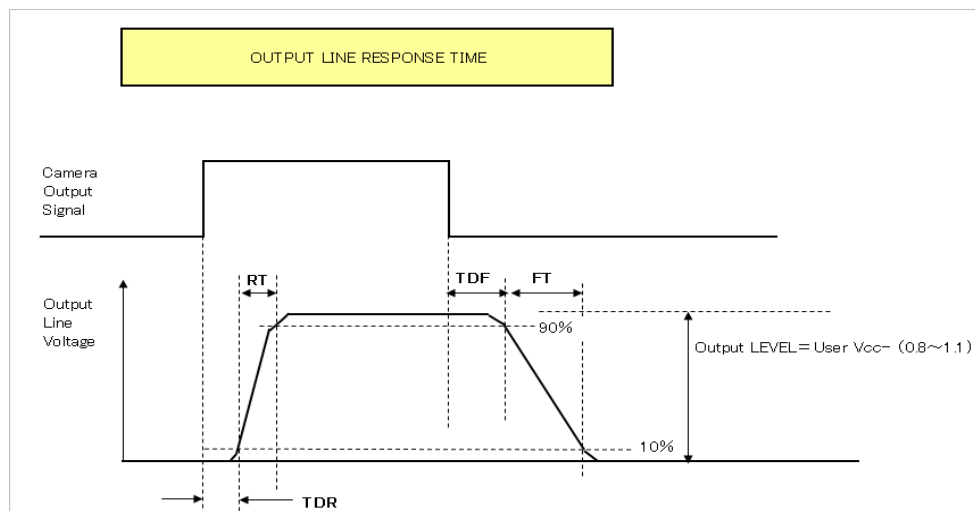 OUTPUT LINE RESPONSE TIME
Camera
Output
Signal
RT
TDF
FT
Output
Line
Voltage
90%
Output LEVEL＝User Vcc－（0.8～1.1）
10%
TDR